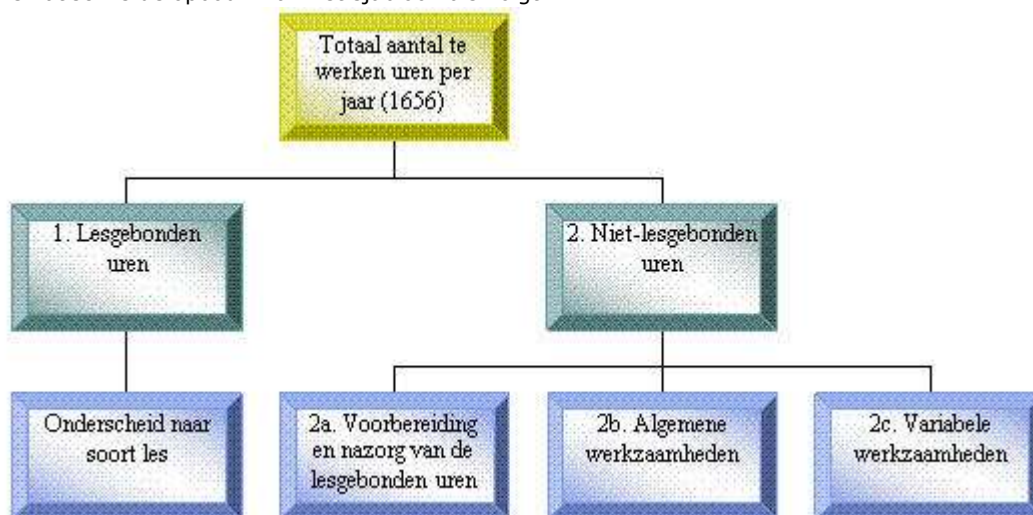 Totaal aantal te
werken uren per
jaar (1656)
1. Lesgebonden
uren
2. Niet-lesgebonden
uren
Onderscheid naar
soort les
2a. Voorbereiding
en nazorg van de
lesgebonden uren
2b. Algemene
werkzaamheden
2c. Variabele
werkzaamheden